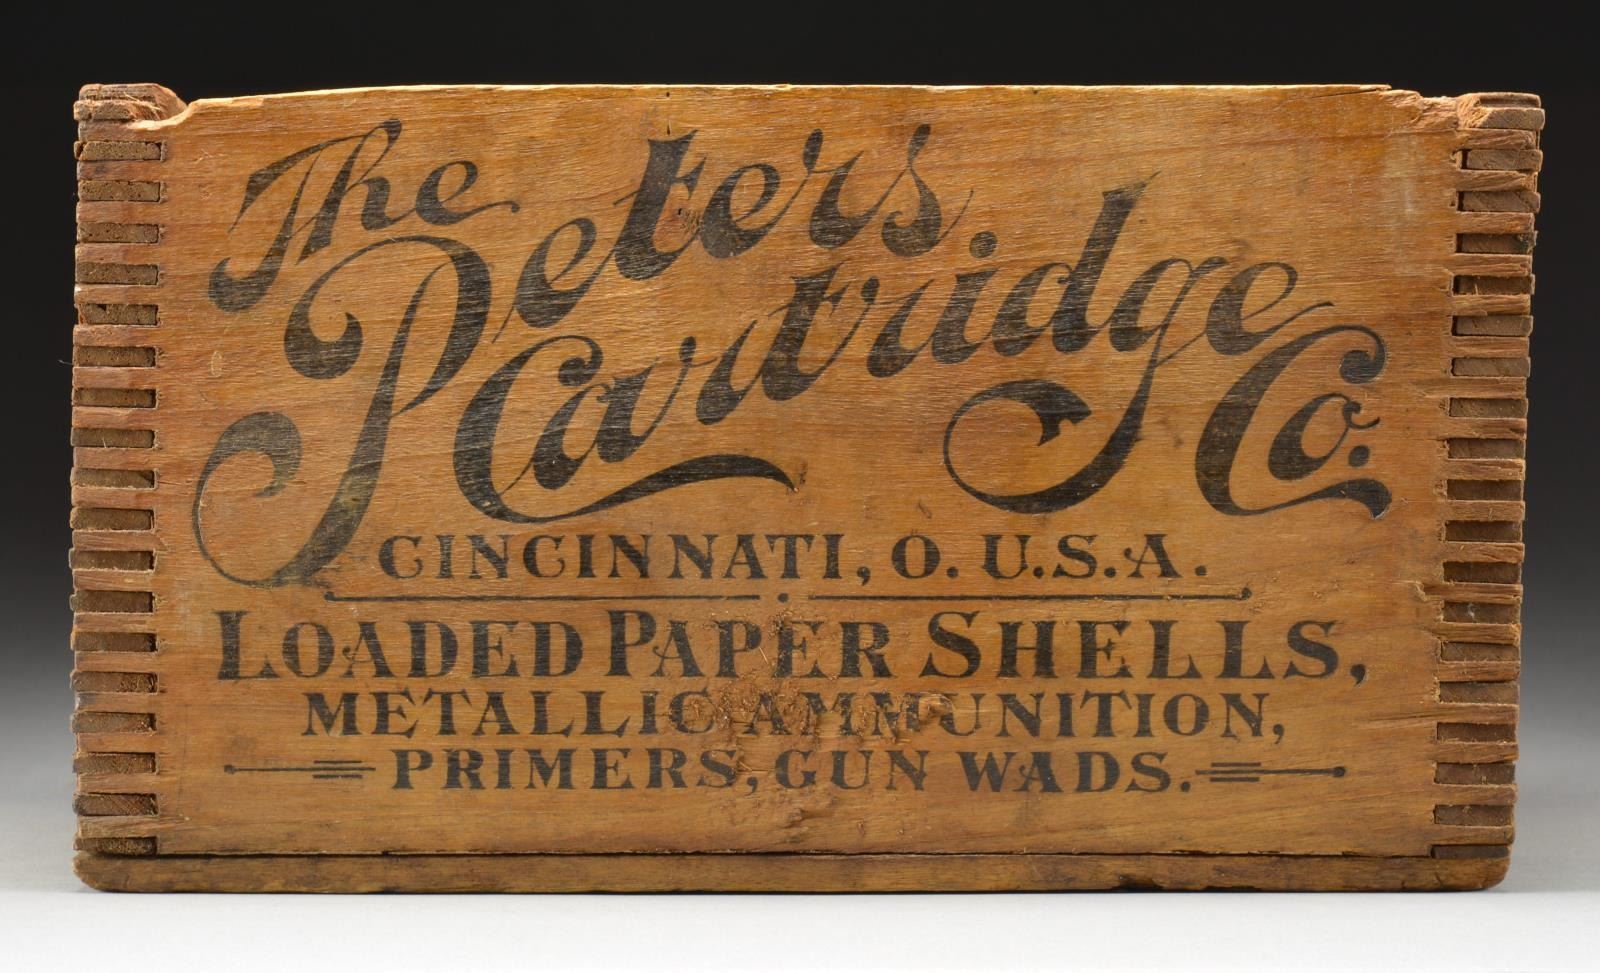 The Peters
Cartridge Co.
CINCINNATI, O. U.S.A.
LOADED PAPER SHELLS,
METALLIC AMMUNITION,
PRIMERS, GUN WADS.